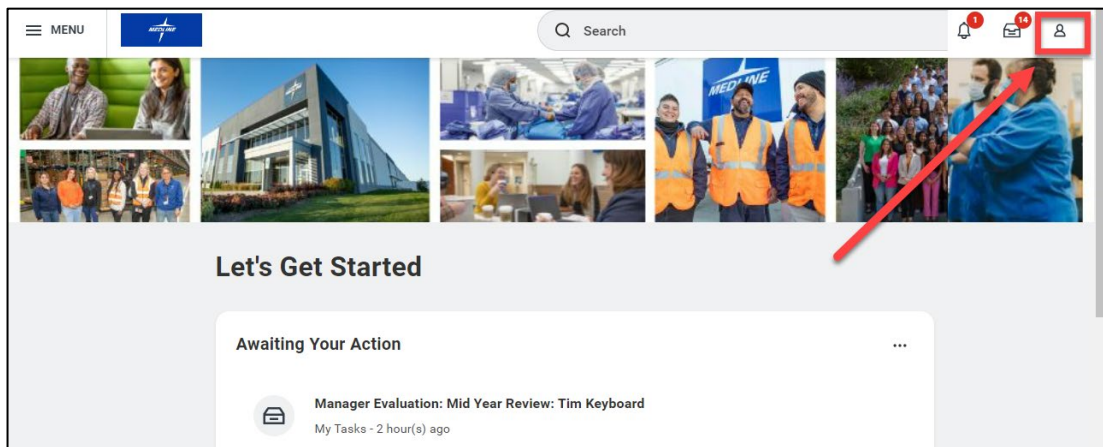 MENU
MEDLINE
Search
1
14
MEDLINE
Let's Get Started
Awaiting Your Action
Manager Evaluation: Mid Year Review: Tim Keyboard
My Tasks - 2 hour(s) ago